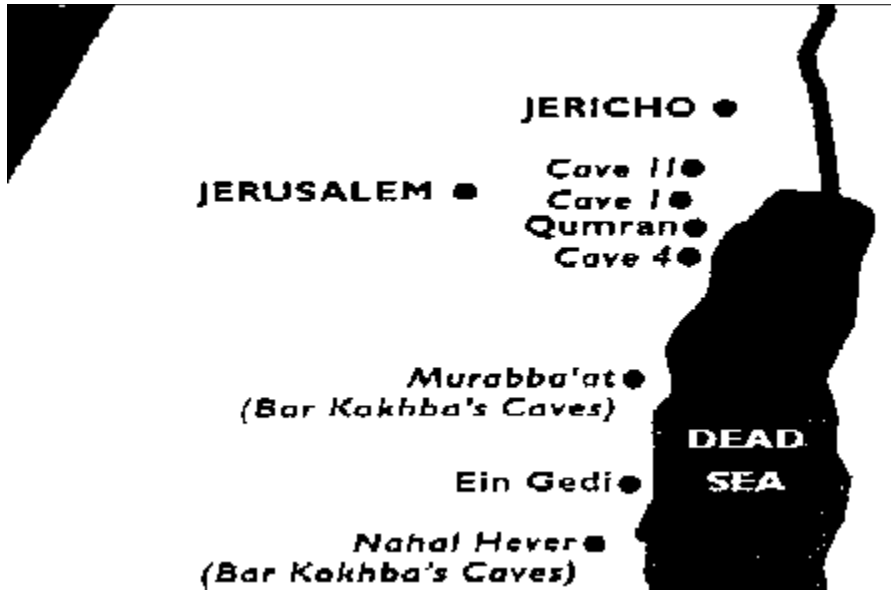 JERICHO
Cave 11
JERUSALEM
Cave 1
Qumran
Cave 4
Murabba'at
(Bar Kokhba's Caves)
DEAD
SEA
Ein Gedi
Nahal Hever
(Bar Kokhba's Caves)